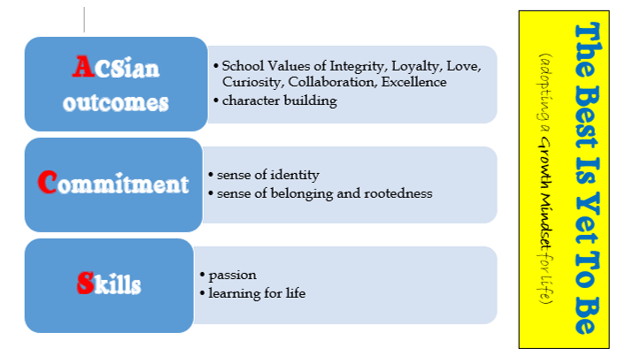 ACSian
outcomes
• School Values of Integrity, Loyalty, Love,
Curiosity, Collaboration, Excellence
• character building
Commitment
• sense of identity
• sense of belonging and rootedness
Skills
• passion
• learning for life
The Best Is Yet To Be
(adopting a Growth Mindset for life)